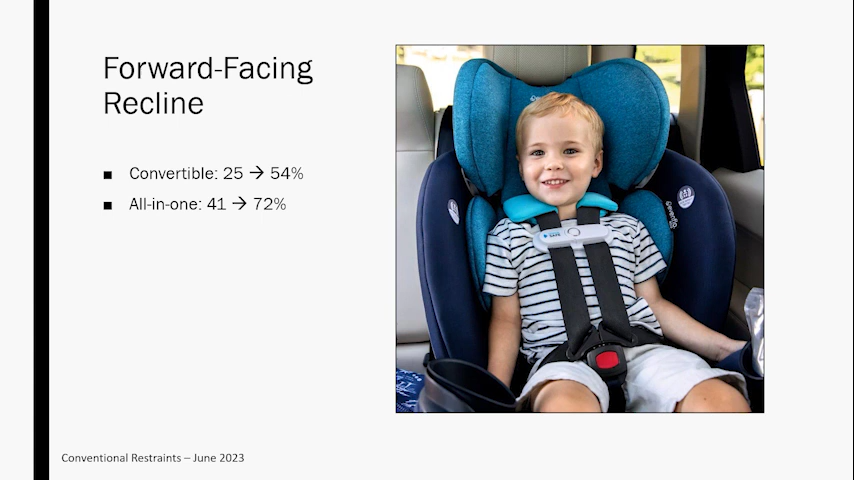 Forward-Facing
Recline
■ Convertible: 25 → 54%
■ All-in-one: 41 → 72%
Conventional Restraints – June 2023